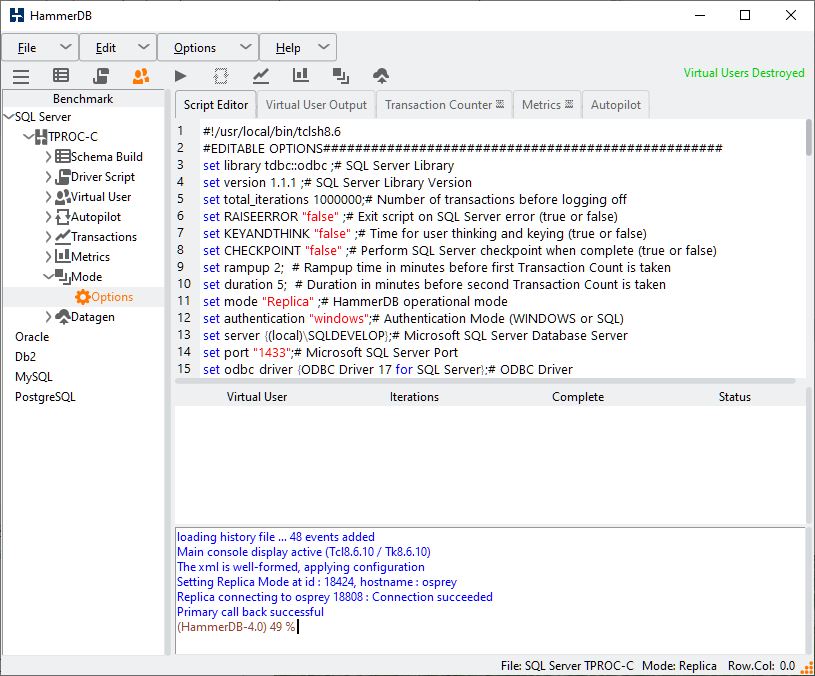 HammerDB
File Edit Options Help
Virtual Users Destroyed
Benchmark
SQL Server
TPROC-C
Schema Build
Driver Script
Virtual User
Autopilot
Transactions
Metrics
Mode
Options
Datagen
Oracle
Db2
MySQL
PostgreSQL
Script Editor Virtual User Output Transaction Counter Metrics Autopilot
1 #!/usr/local/bin/tclsh8.6
2 #EDITABLE OPTIONS##################################################
3 set library tdbc::odbc ;# SQL Server Library
4 set version 1.1.1 ;# SQL Server Library Version
5 set total_iterations 1000000;# Number of transactions before logging off
6 set RAISEERROR "false" ;# Exit script on SQL Server error (true or false)
7 set KEYANDTHINK "false" ;# Time for user thinking and keying (true or false)
8 set CHECKPOINT "false" ;# Perform SQL Server checkpoint when complete (true or false)
9 set rampup 2;  # Rampup time in minutes before first Transaction Count is taken
10 set duration 5;  # Duration in minutes before second Transaction Count is taken
11 set mode "Replica" ;# HammerDB operational mode
12 set authentication "windows";# Authentication Mode (WINDOWS or SQL)
13 set server {(local)\SQLDEVELOP};# Microsoft SQL Server Database Server
14 set port "1433";# Microsoft SQL Server Port
15 set odbc driver {ODBC Driver 17 for SQL Server};# ODBC Driver
Virtual User Iterations Complete Status
loading history file ... 48 events added
Main console display active (Tcl8.6.10 / Tk8.6.10)
The xml is well-formed, applying configuration
Setting Replica Mode at id : 18424, hostname : osprey
Replica connecting to osprey 18808 : Connection succeeded
Primary call back successful
(HammerDB-4.0) 49 %
File: SQL Server TPROC-C Mode: Replica Row.Col: 0.0